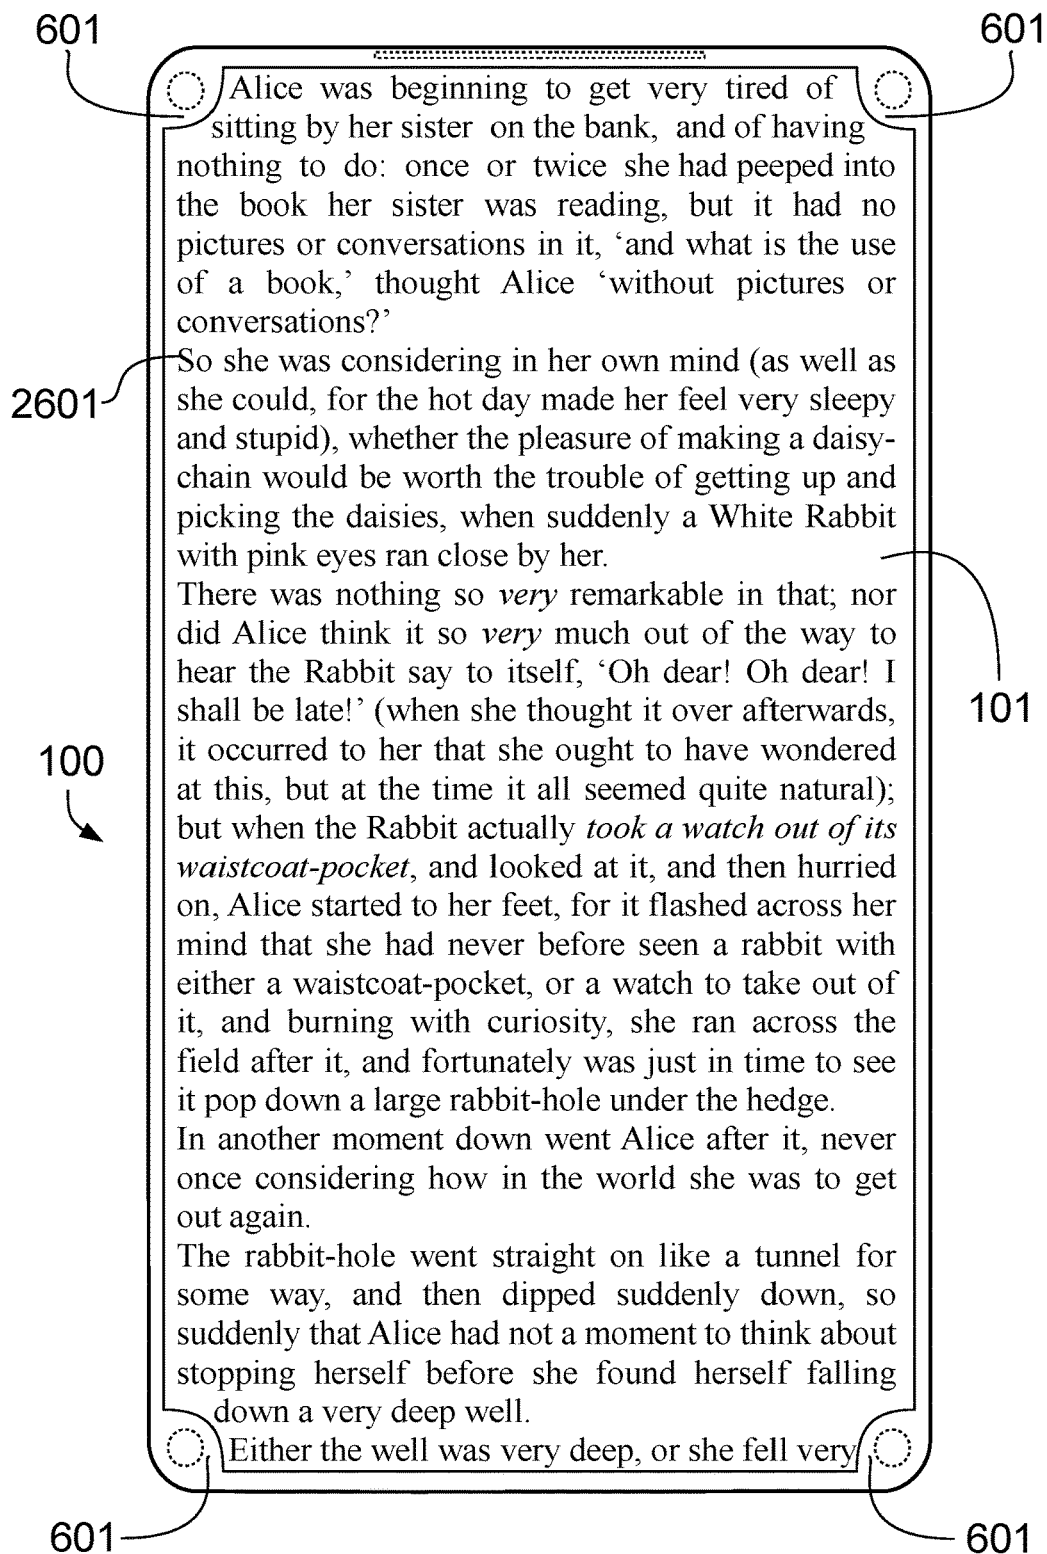 601
601
Alice was beginning to get very tired of
sitting by her sister on the bank, and of having
nothing to do: once or twice she had peeped into
the book her sister was reading, but it had no
pictures or conversations in it, ‘and what is the use
of a book,’ thought Alice ‘without pictures or
conversations?’
So she was considering in her own mind (as well as
2601
she could, for the hot day made her feel very sleepy
and stupid), whether the pleasure of making a daisy-
chain would be worth the trouble of getting up and
picking the daisies, when suddenly a White Rabbit
with pink eyes ran close by her.
There was nothing so very remarkable in that; nor
did Alice think it so very much out of the way to
hear the Rabbit say to itself, ‘Oh dear! Oh dear! I
shall be late!’ (when she thought it over afterwards,
101
it occurred to her that she ought to have wondered
100
at this, but at the time it all seemed quite natural);
but when the Rabbit actually took a watch out of its
waistcoat-pocket, and looked at it, and then hurried
on, Alice started to her feet, for it flashed across her
mind that she had never before seen a rabbit with
either a waistcoat-pocket, or a watch to take out of
it, and burning with curiosity, she ran across the
field after it, and fortunately was just in time to see
it pop down a large rabbit-hole under the hedge.
In another moment down went Alice after it, never
once considering how in the world she was to get
out again.
The rabbit-hole went straight on like a tunnel for
some way, and then dipped suddenly down, so
suddenly that Alice had not a moment to think about
stopping herself before she found herself falling
down a very deep well.
Either the well was very deep, or she fell very
601
601